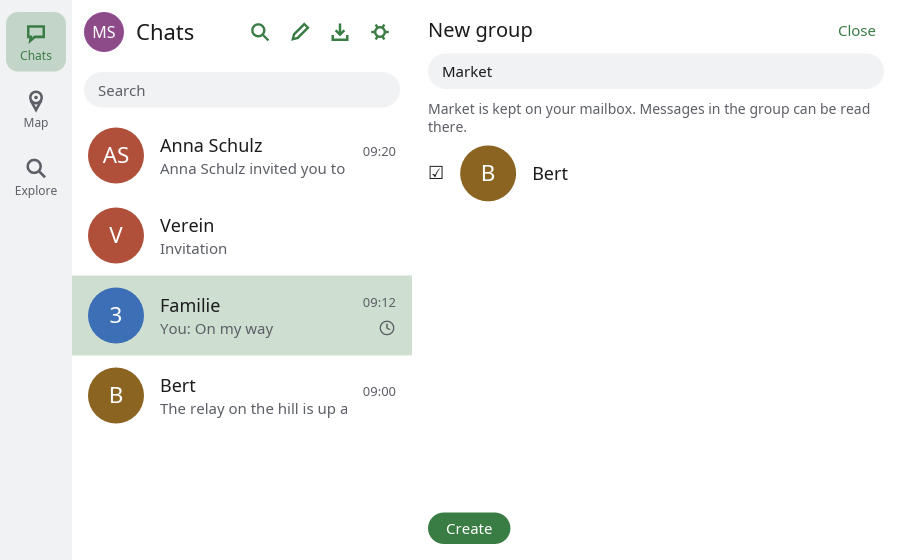 Chats
Map
Explore
MS
Chats
Search
AS
Anna Schulz
09:20
Anna Schulz invited you to
V
Verein
Invitation
3
Familie
09:12
You: On my way
B
Bert
09:00
The relay on the hill is up a
New group
Close
Market
Market is kept on your mailbox. Messages in the group can be read
there.
B
Bert
Create